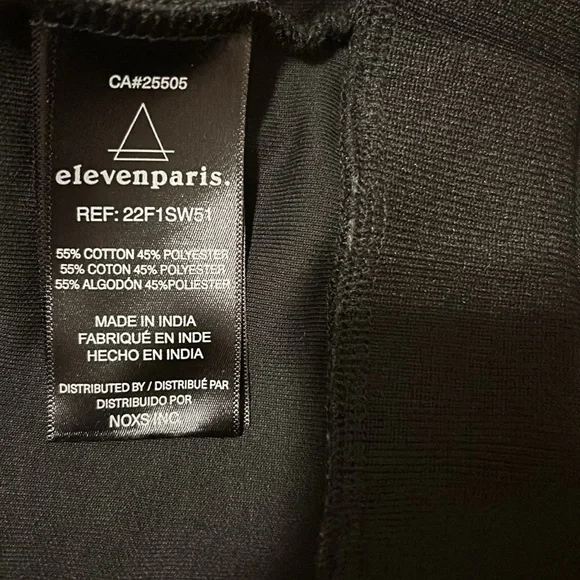 CA#25505
elevenparis.
REF: 22F1SW51
55% COTTON 45% POLYESTER
55% COTON 45% POLYESTER
55% ALGODÓN 45%POLIESTER
MADE IN INDIA
FABRIQUÉ EN INDE
HECHO EN INDIA
DISTRIBUTED BY / DISTRIBUÉ PAR
DISTRIBUIDO POR
NOXS INC